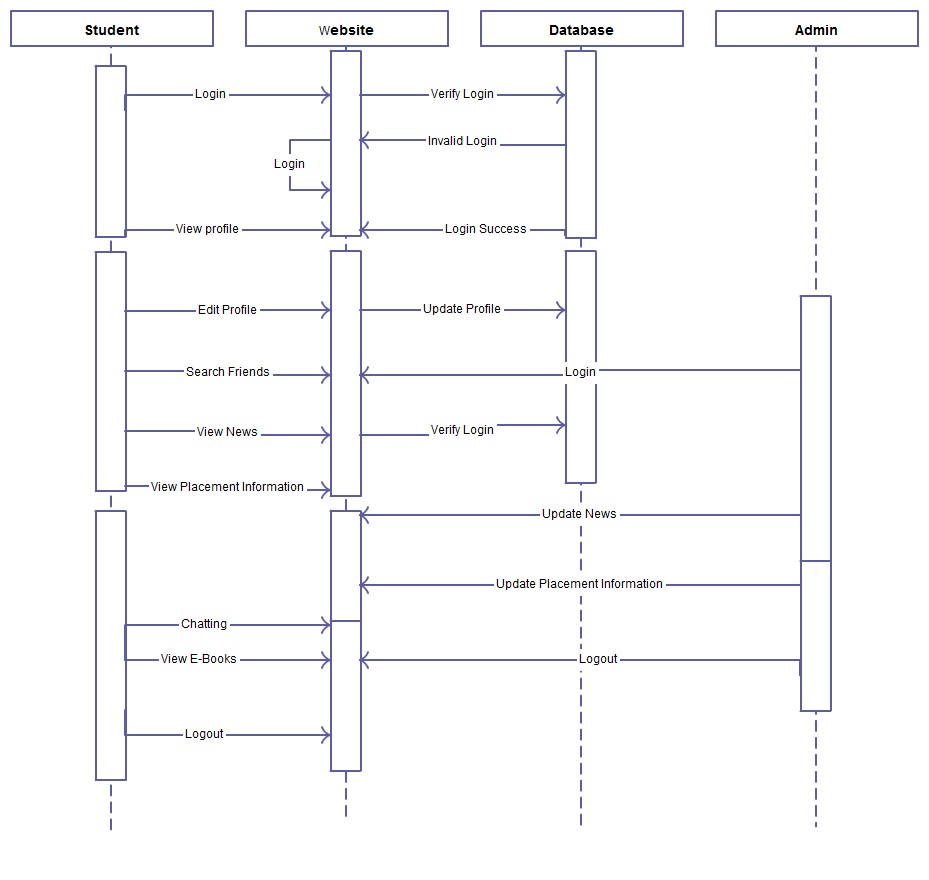 Student
Website
Database
Admin
Login
Verify Login
Invalid Login
Login
View profile
Login Success
Edit Profile
Update Profile
Search Friends
Login
View News
Verify Login
View Placement Information
Update News
Update Placement Information
Chatting
View E-Books
Logout
Logout